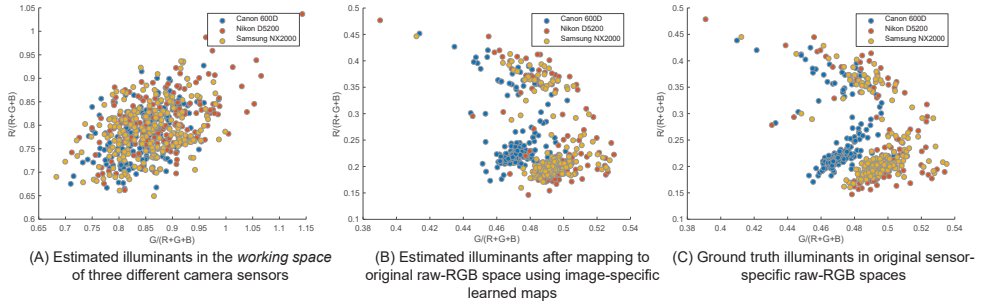 1.05
1
0.95
0.9
0.85
0.8
0.75
0.7
0.65
0.6
R/(R+G+B)
0.6 0.65 0.7 0.75 0.8 0.85 0.9 0.95 1 1.05 1.1 1.15
G/(R+G+B)
Canon 600D
Nikon D5200
Samsung NX2000
(A) Estimated illuminants in the working space
of three different camera sensors
0.5
0.45
0.4
0.35
0.3
0.25
0.2
0.15
0.1
R/(R+G+B)
0.38 0.4 0.42 0.44 0.46 0.48 0.5 0.52 0.54
G/(R+G+B)
Canon 600D
Nikon D5200
Samsung NX2000
(B) Estimated illuminants after mapping to
original raw-RGB space using image-specific
learned maps
0.5
0.45
0.4
0.35
0.3
0.25
0.2
0.15
0.1
R/(R+G+B)
0.38 0.4 0.42 0.44 0.46 0.48 0.5 0.52 0.54
G/(R+G+B)
Canon 600D
Nikon D5200
Samsung NX2000
(C) Ground truth illuminants in original sensor-
specific raw-RGB spaces